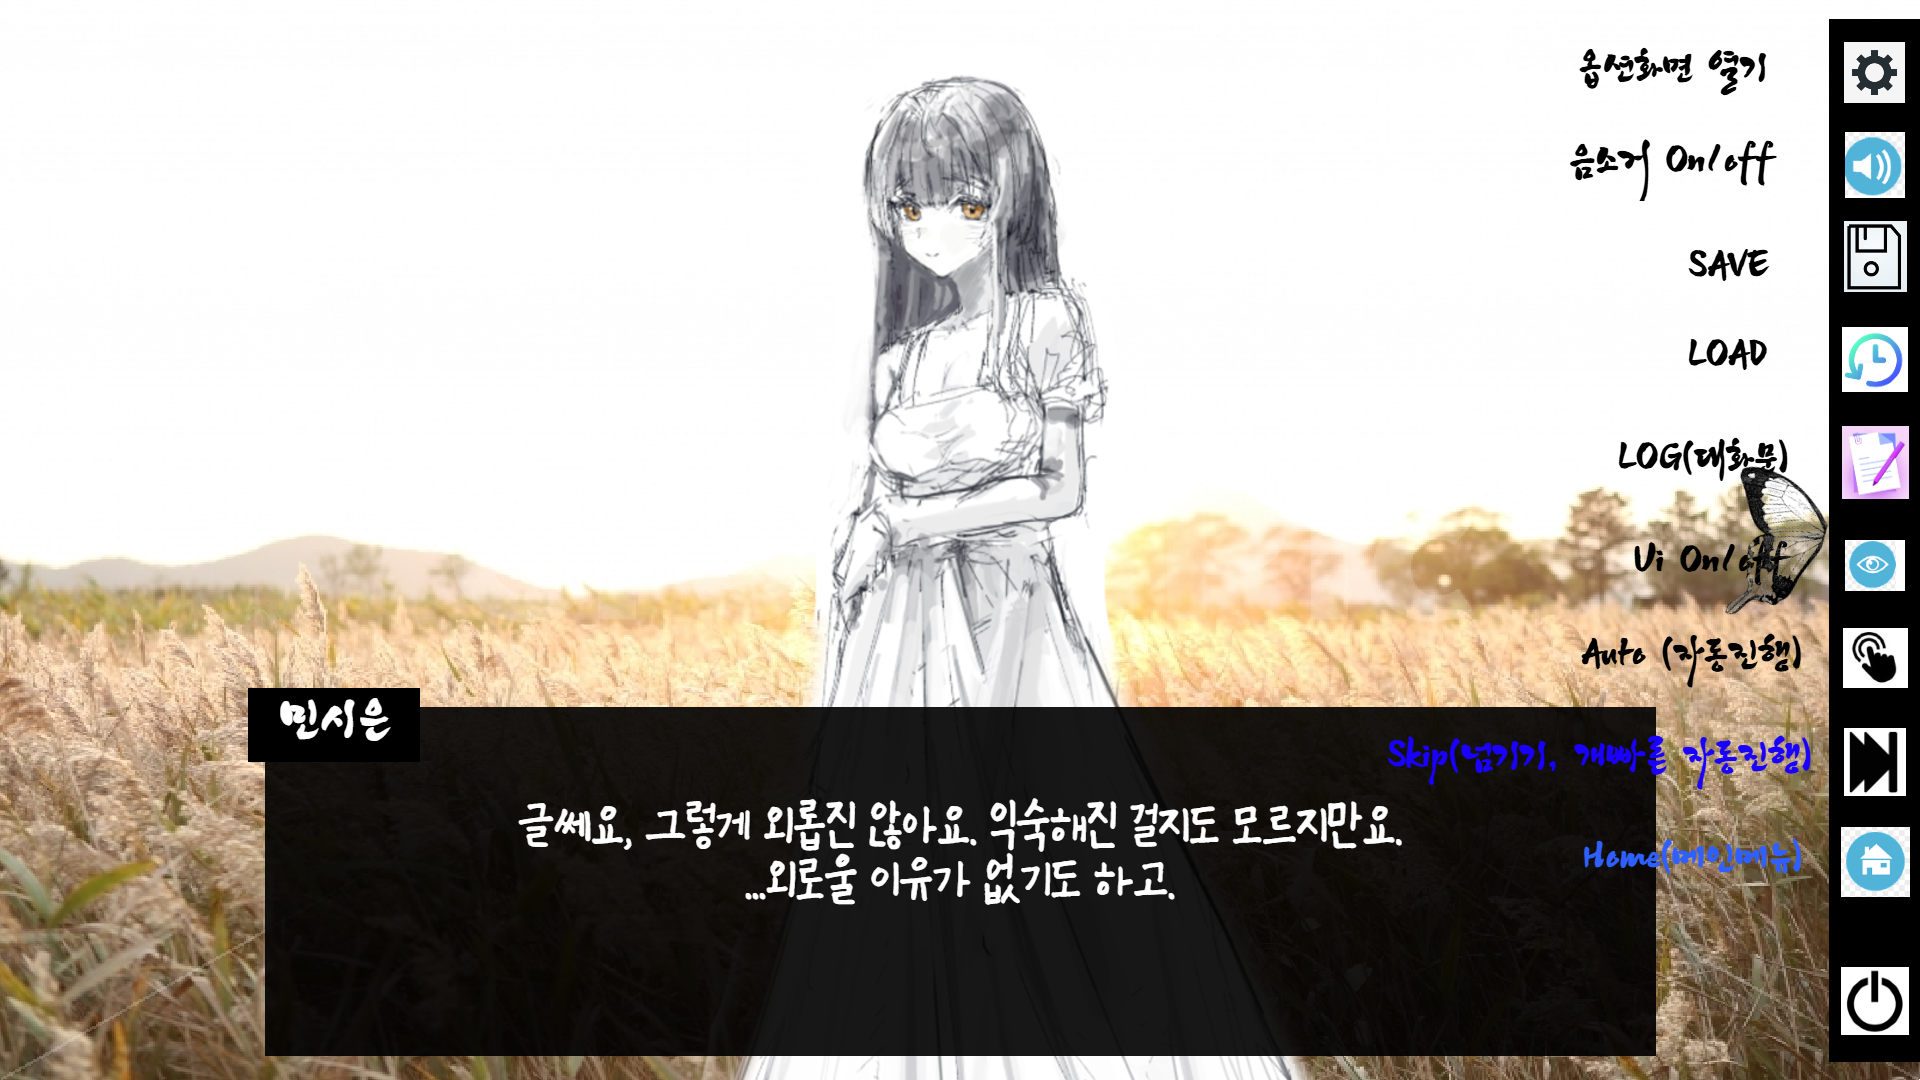 옵션화면 열기
음소거 On/off
SAVE
LOAD
LOG(대화문)
Ui On/off
Auto (자동진행)
민시은
Skip(넘기기, 개빠른 자동진행)
글쎄요, 그렇게 외롭진 않아요. 익숙해진 걸지도 모르지만요.
...외로울 이유가 없기도 하고.
Home(메인메뉴)